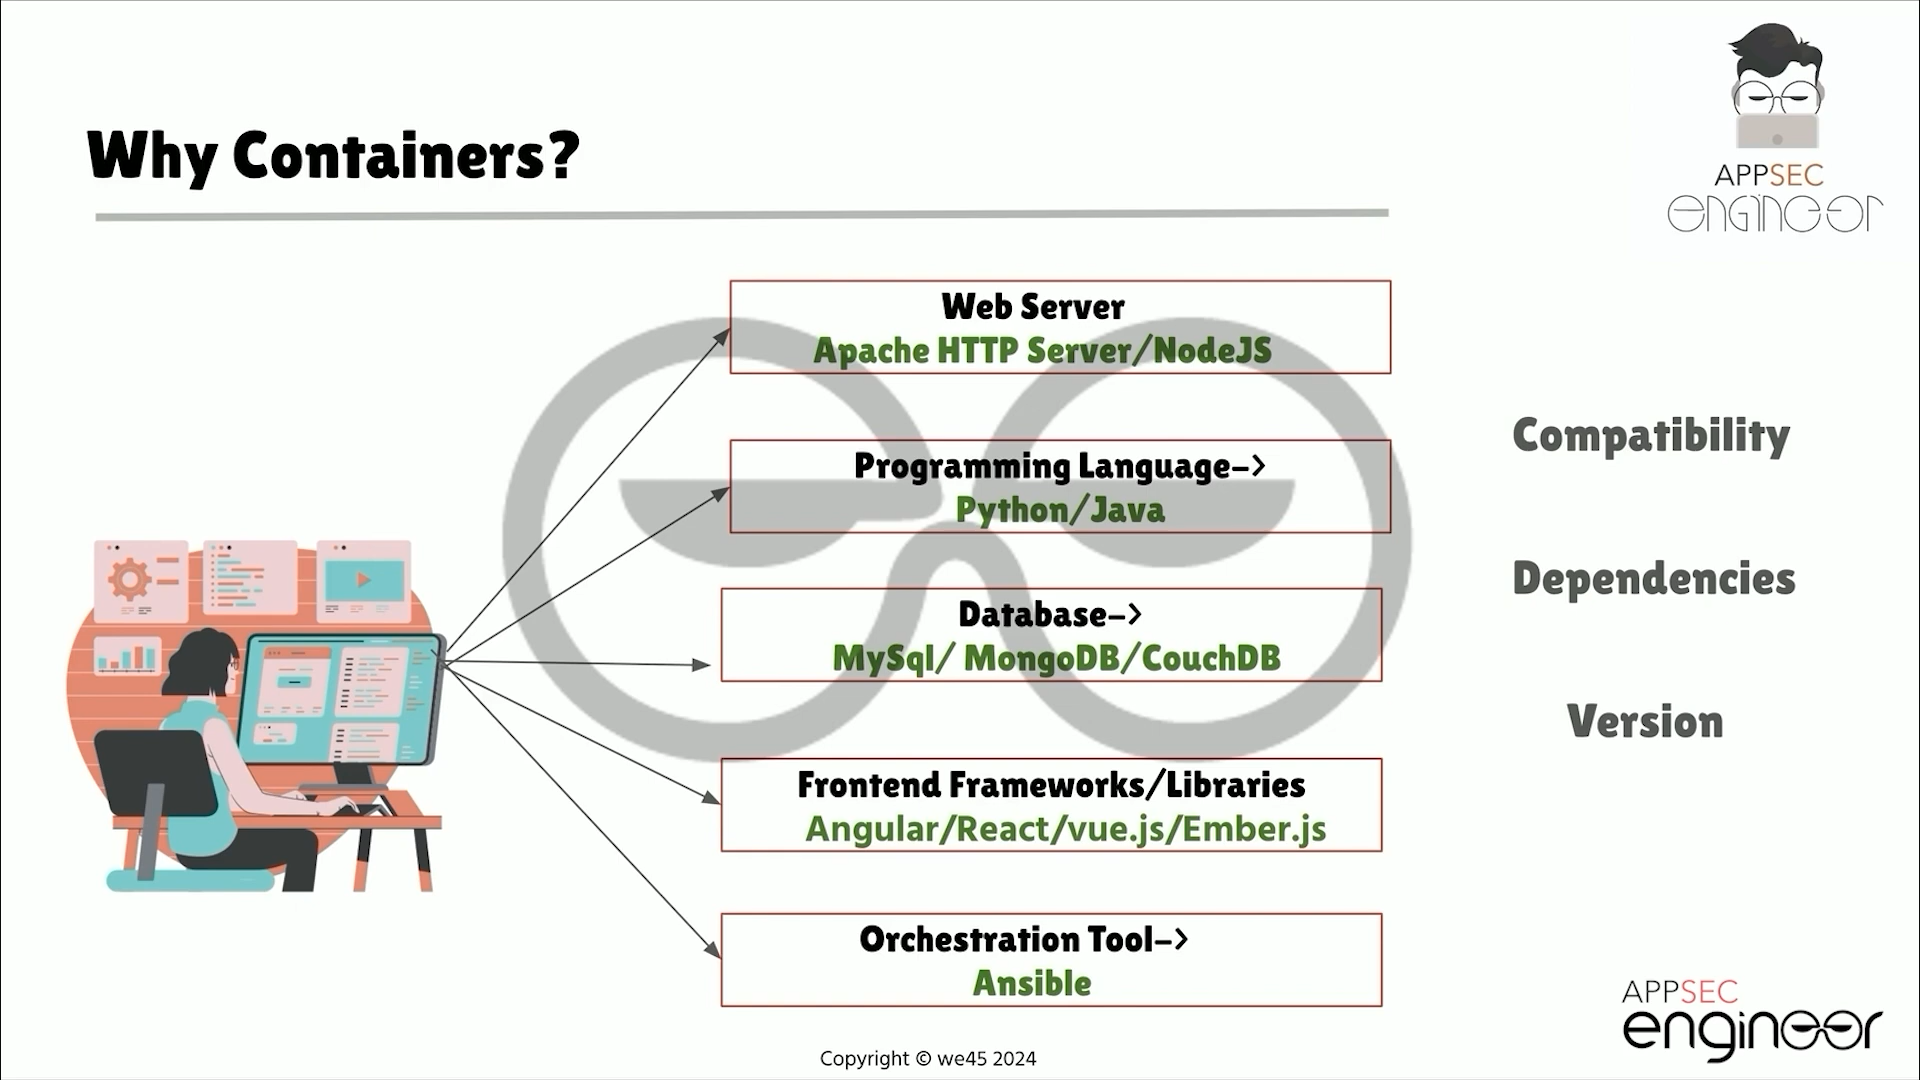 Why Containers?
APPSEC
engineer
Web Server
Apache HTTP Server/NodeJS
Programming Language->
Python/Java
Database->
MySql/ MongoDB/CouchDB
Frontend Frameworks/Libraries
Angular/React/vue.js/Ember.js
Orchestration Tool->
Ansible
Compatibility
Dependencies
Version
APPSEC
engineer
Copyright © we45 2024